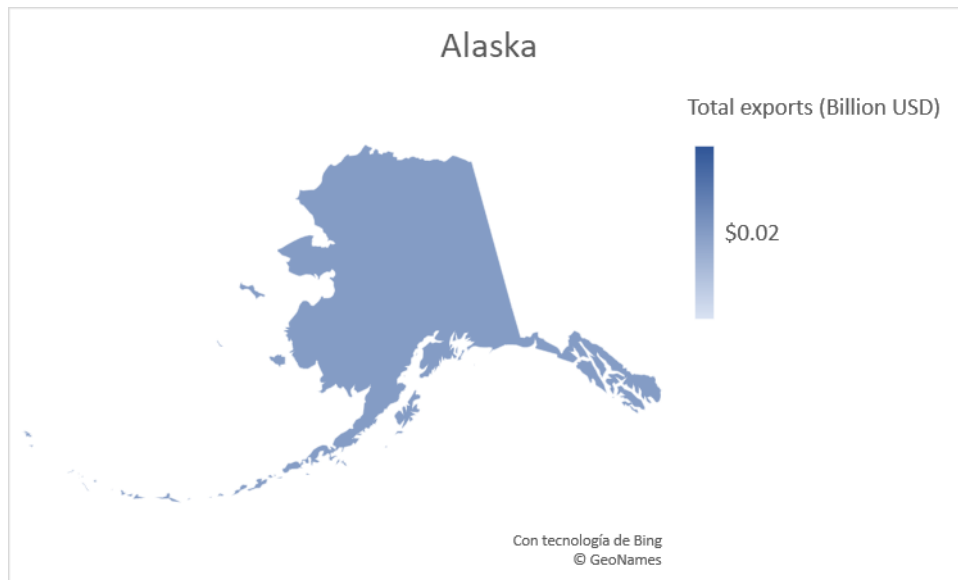 Alaska
Total exports (Billion USD)
$0.02
Con tecnología de Bing
© GeoNames